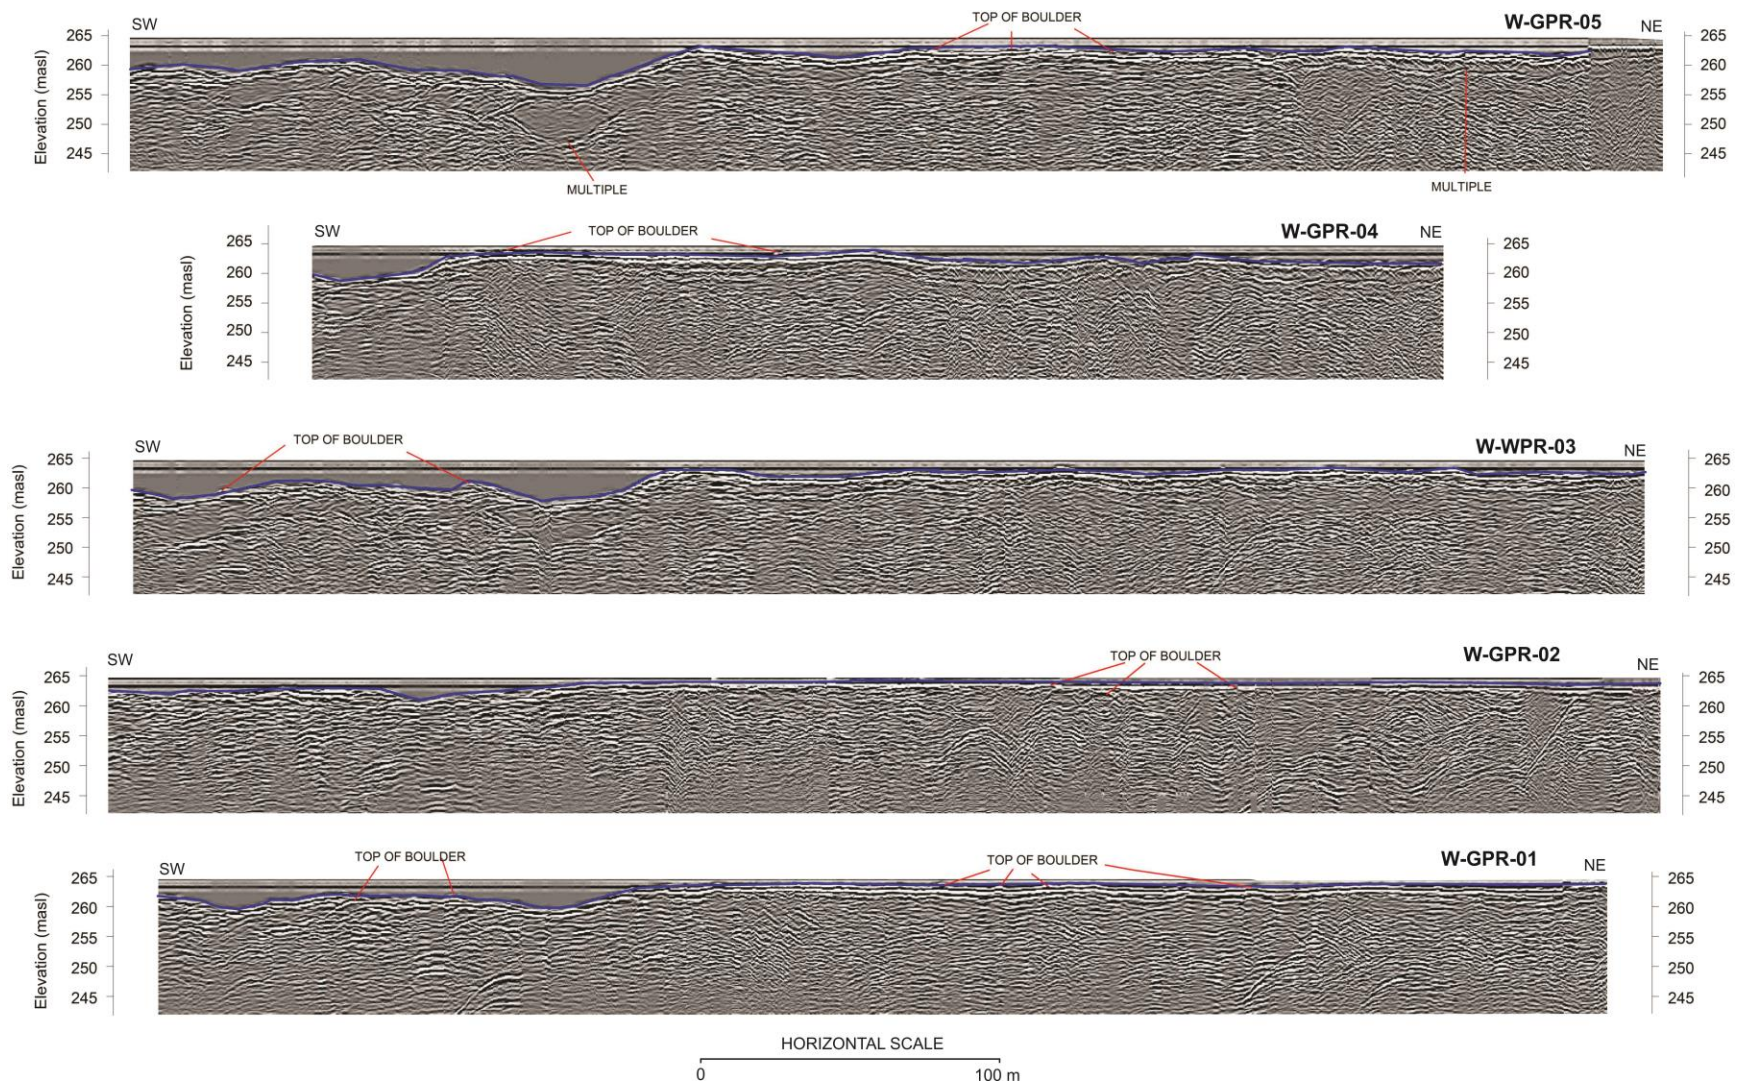 SW
TOP OF BOULDER
W-GPR-05
NE
Elevation (masl)
265
260
255
250
245
265
260
255
250
245
MULTIPLE
MULTIPLE
SW
TOP OF BOULDER
W-GPR-04
NE
Elevation (masl)
265
260
255
250
245
265
260
255
250
245
SW
TOP OF BOULDER
W-WPR-03
NE
Elevation (masl)
265
260
255
250
245
265
260
255
250
245
SW
TOP OF BOULDER
W-GPR-02
NE
Elevation (masl)
265
260
255
250
245
265
260
255
250
245
SW
TOP OF BOULDER
TOP OF BOULDER
W-GPR-01
NE
Elevation (masl)
265
260
255
250
245
265
260
255
250
245
HORIZONTAL SCALE
0
100 m